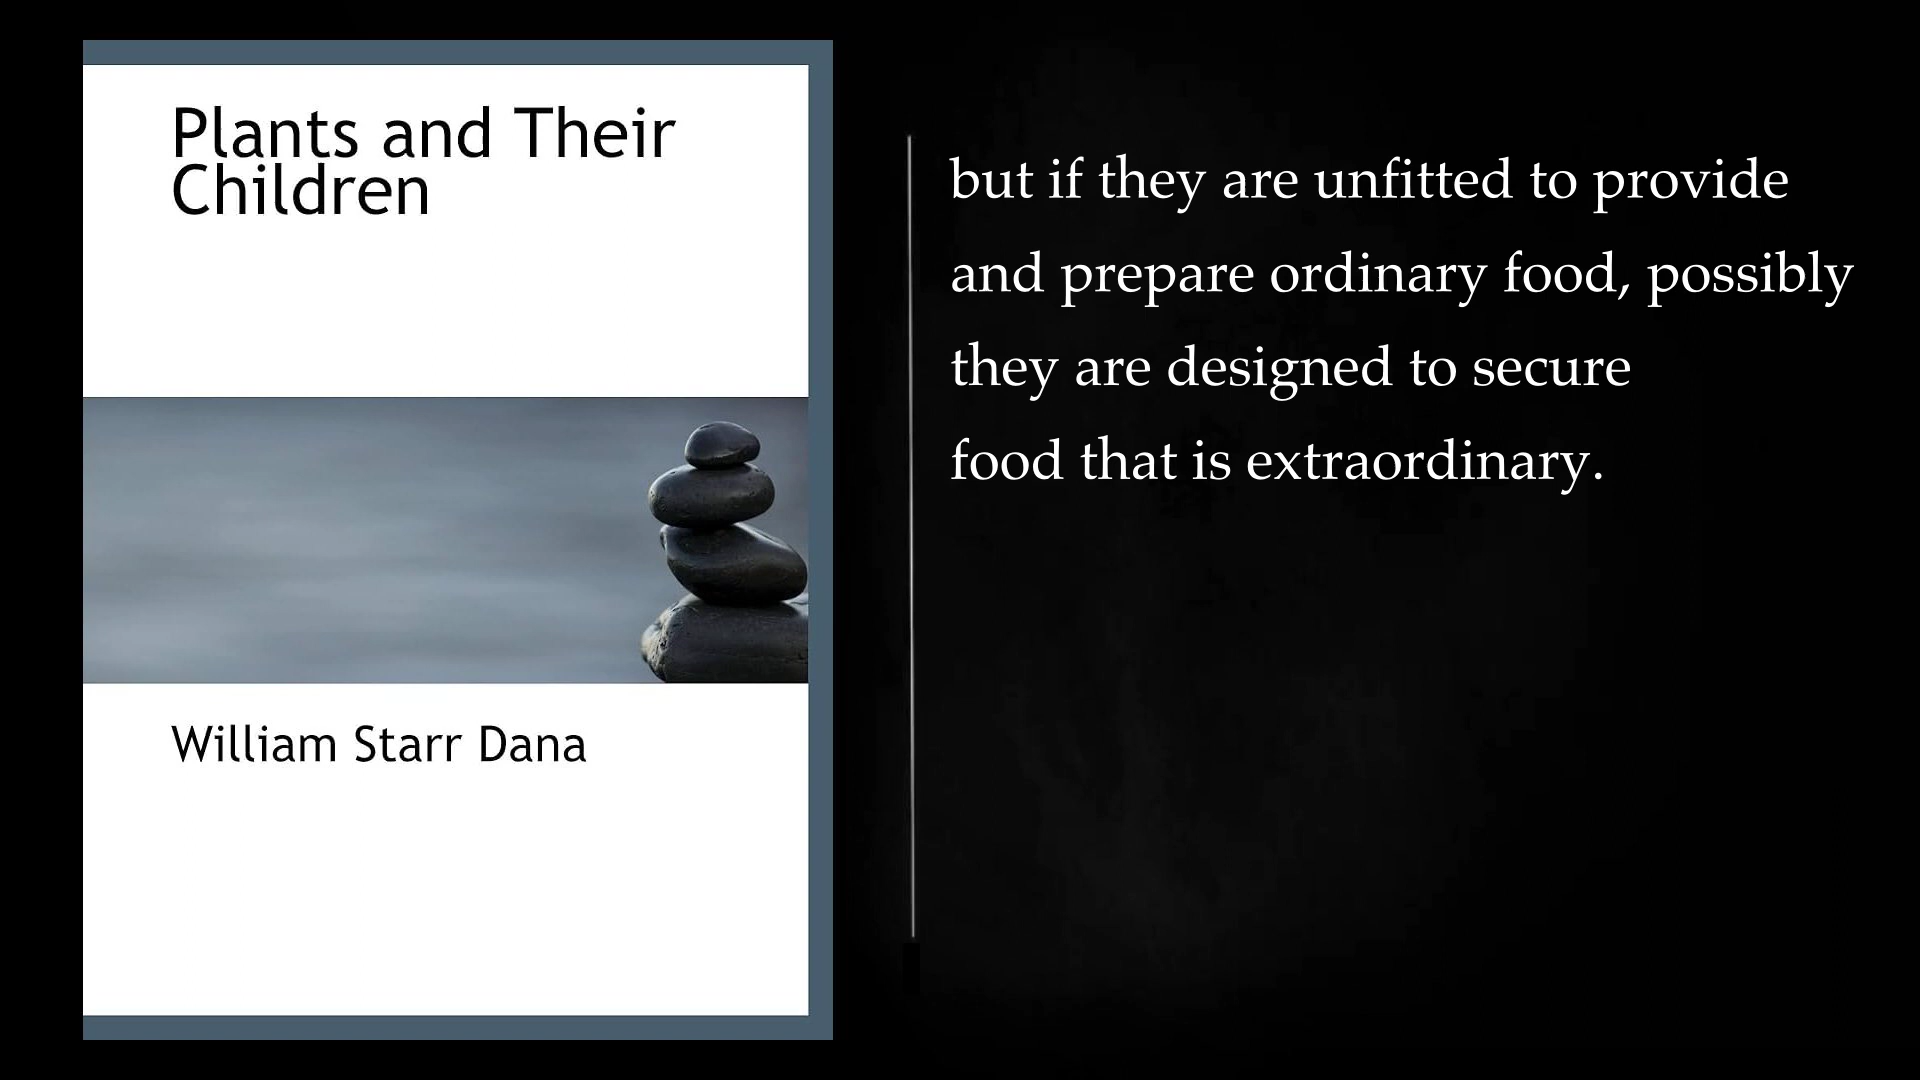 Plants and Their
Children
William Starr Dana
but if they are unfitted to provide
and prepare ordinary food, possibly
they are designed to secure
food that is extraordinary.